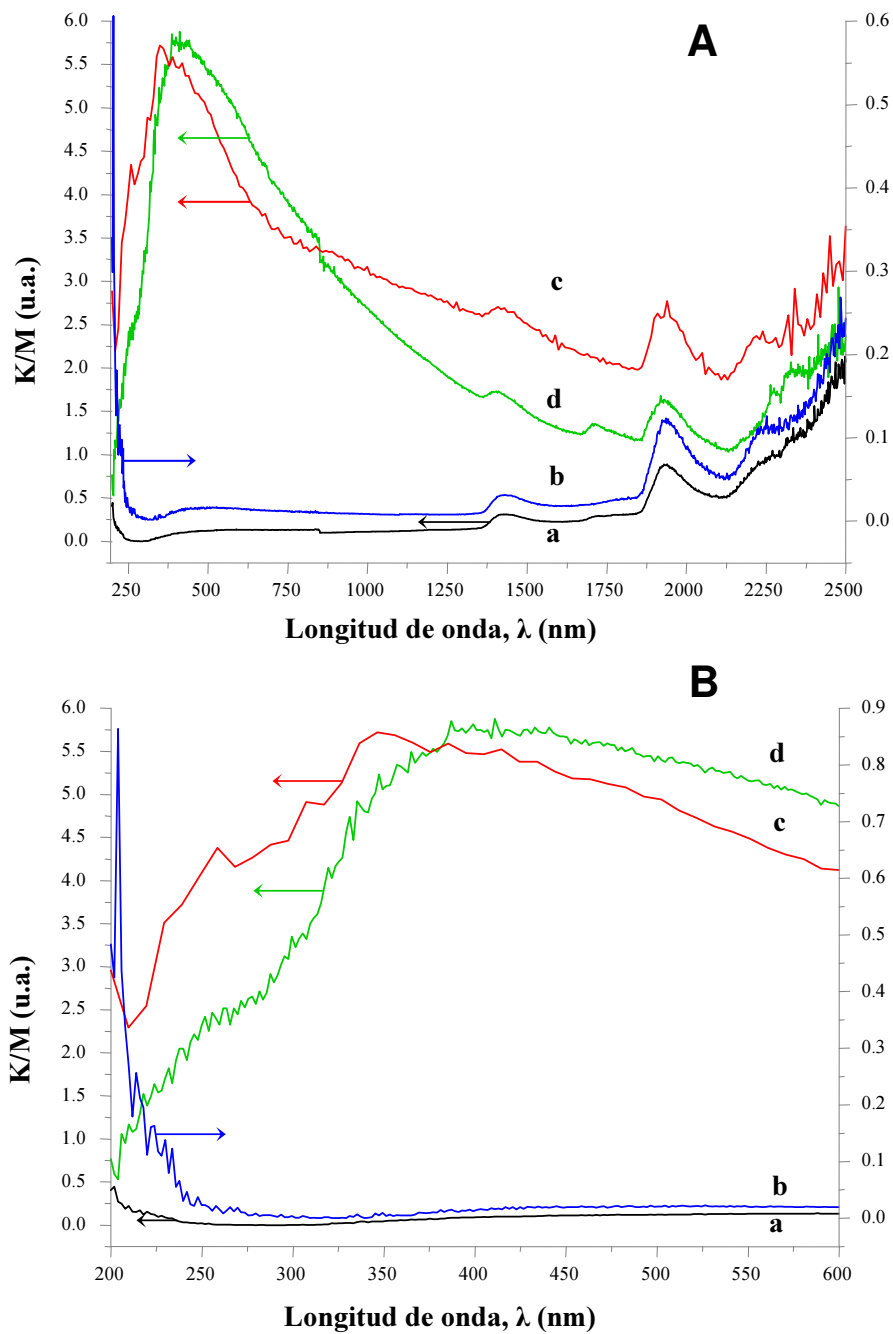 A
6.0
5.5
5.0
4.5
4.0
3.5
3.0
2.5
2.0
1.5
1.0
0.5
0.0
K/M (u.a.)
0.6
0.5
0.4
0.3
0.2
0.1
0.0
c
d
b
a
250 500 750 1000 1250 1500 1750 2000 2250 2500
Longitud de onda, λ (nm)
B
6.0
5.5
5.0
4.5
4.0
3.5
3.0
2.5
2.0
1.5
1.0
0.5
0.0
K/M (u.a.)
0.9
0.8
0.7
0.6
0.5
0.4
0.3
0.2
0.1
0.0
d
c
b
a
200 250 300 350 400 450 500 550 600
Longitud de onda, λ (nm)